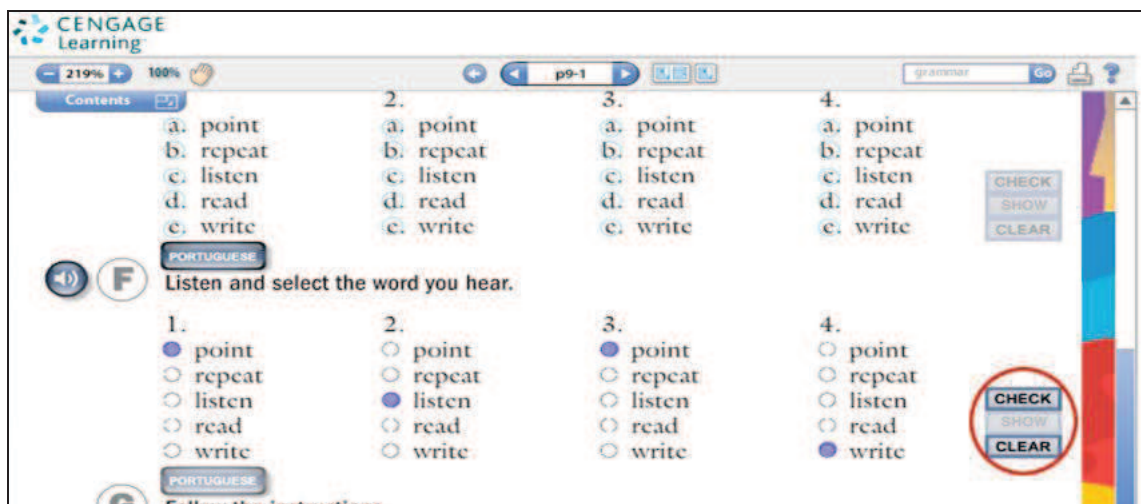 CENGAGE
Learning
219% 100% p9-1 grammar Go ?
Contents 2. 3. 4.
a. point a. point a. point a. point
b. repeat b. repeat b. repeat b. repeat
c. listen c. listen c. listen c. listen
d. read d. read d. read d. read
e. write e. write e. write e. write
CHECK
SHOW
CLEAR
PORTUGUESE
F Listen and select the word you hear.
1. 2. 3. 4.
point point point point
repeat repeat repeat repeat
listen listen listen listen
read read read read
write write write write
CHECK
SHOW
CLEAR
PORTUGUESE
G Follow the instructions